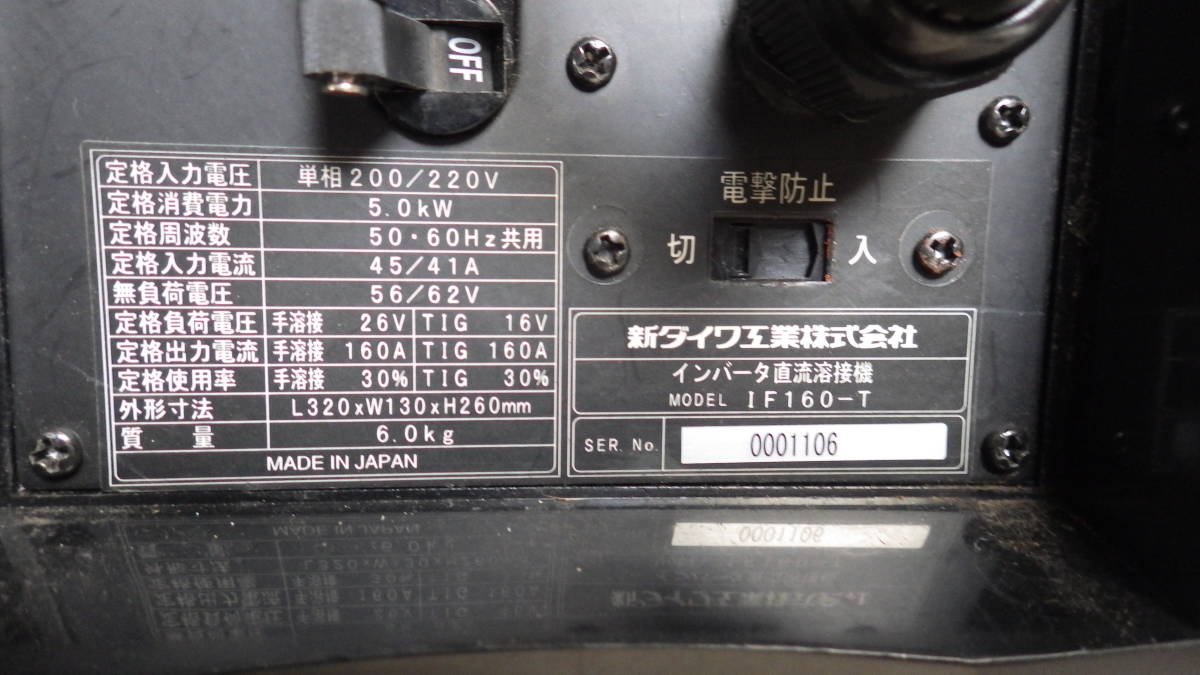 OFF
定格入力電圧 単相200/220V
定格消費電力 5.0kW
定格周波数 50・60Hz共用
定格入力電流 45/41A
無負荷電圧 56/62V
定格負荷電圧 手溶接 26V TIG 16V
定格出力電流 手溶接 160A TIG 160A
定格使用率 手溶接 30% TIG 30%
外形寸法 L320xW130xH260mm
質量 6.0kg
MADE IN JAPAN
電撃防止
切 入
新ダイワ工業株式会社
インバータ直流溶接機
MODEL IF160-T
SER. No. 0001106